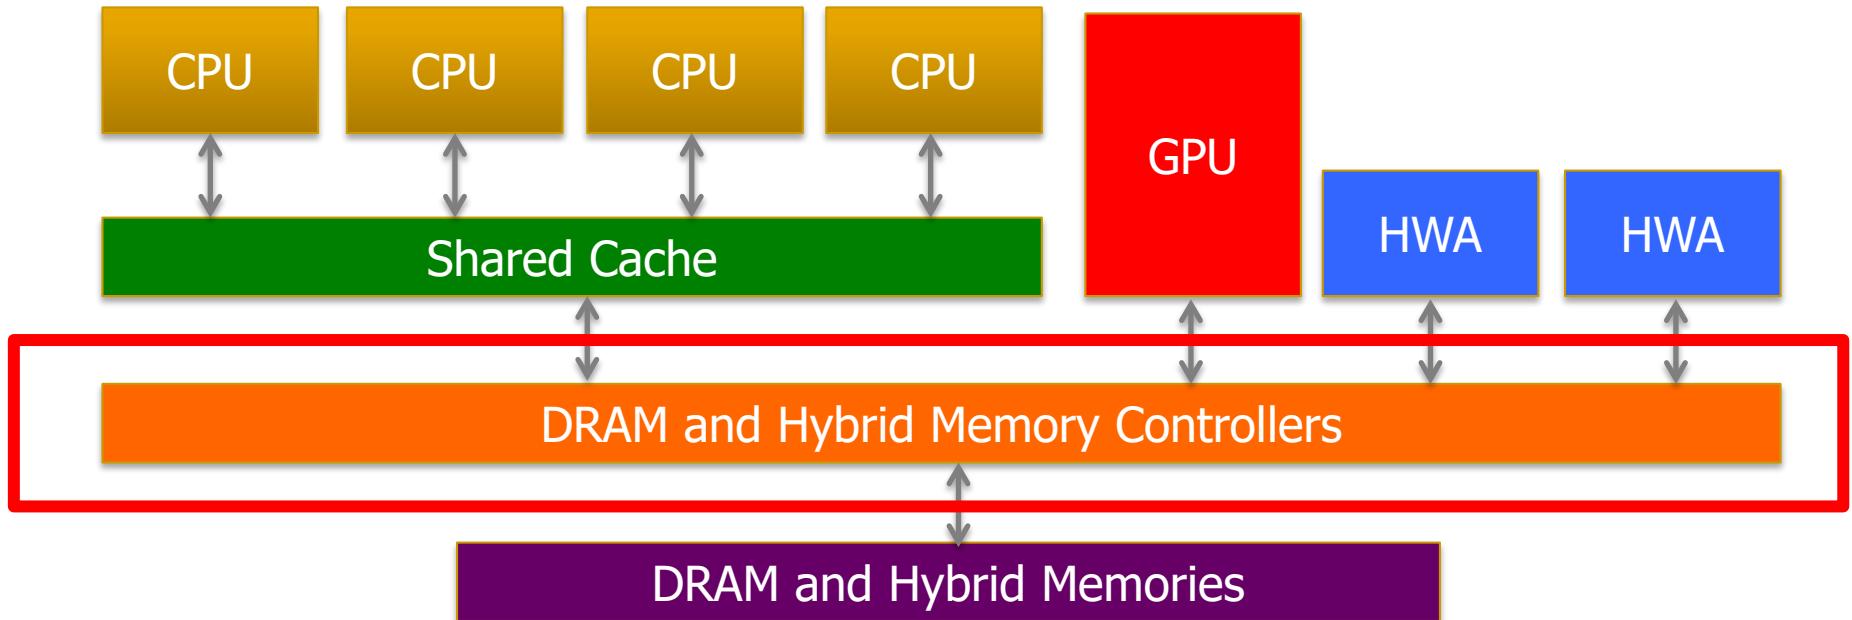 CPU
CPU
CPU
CPU
GPU
HWA
HWA
Shared Cache
DRAM and Hybrid Memory Controllers
DRAM and Hybrid Memories